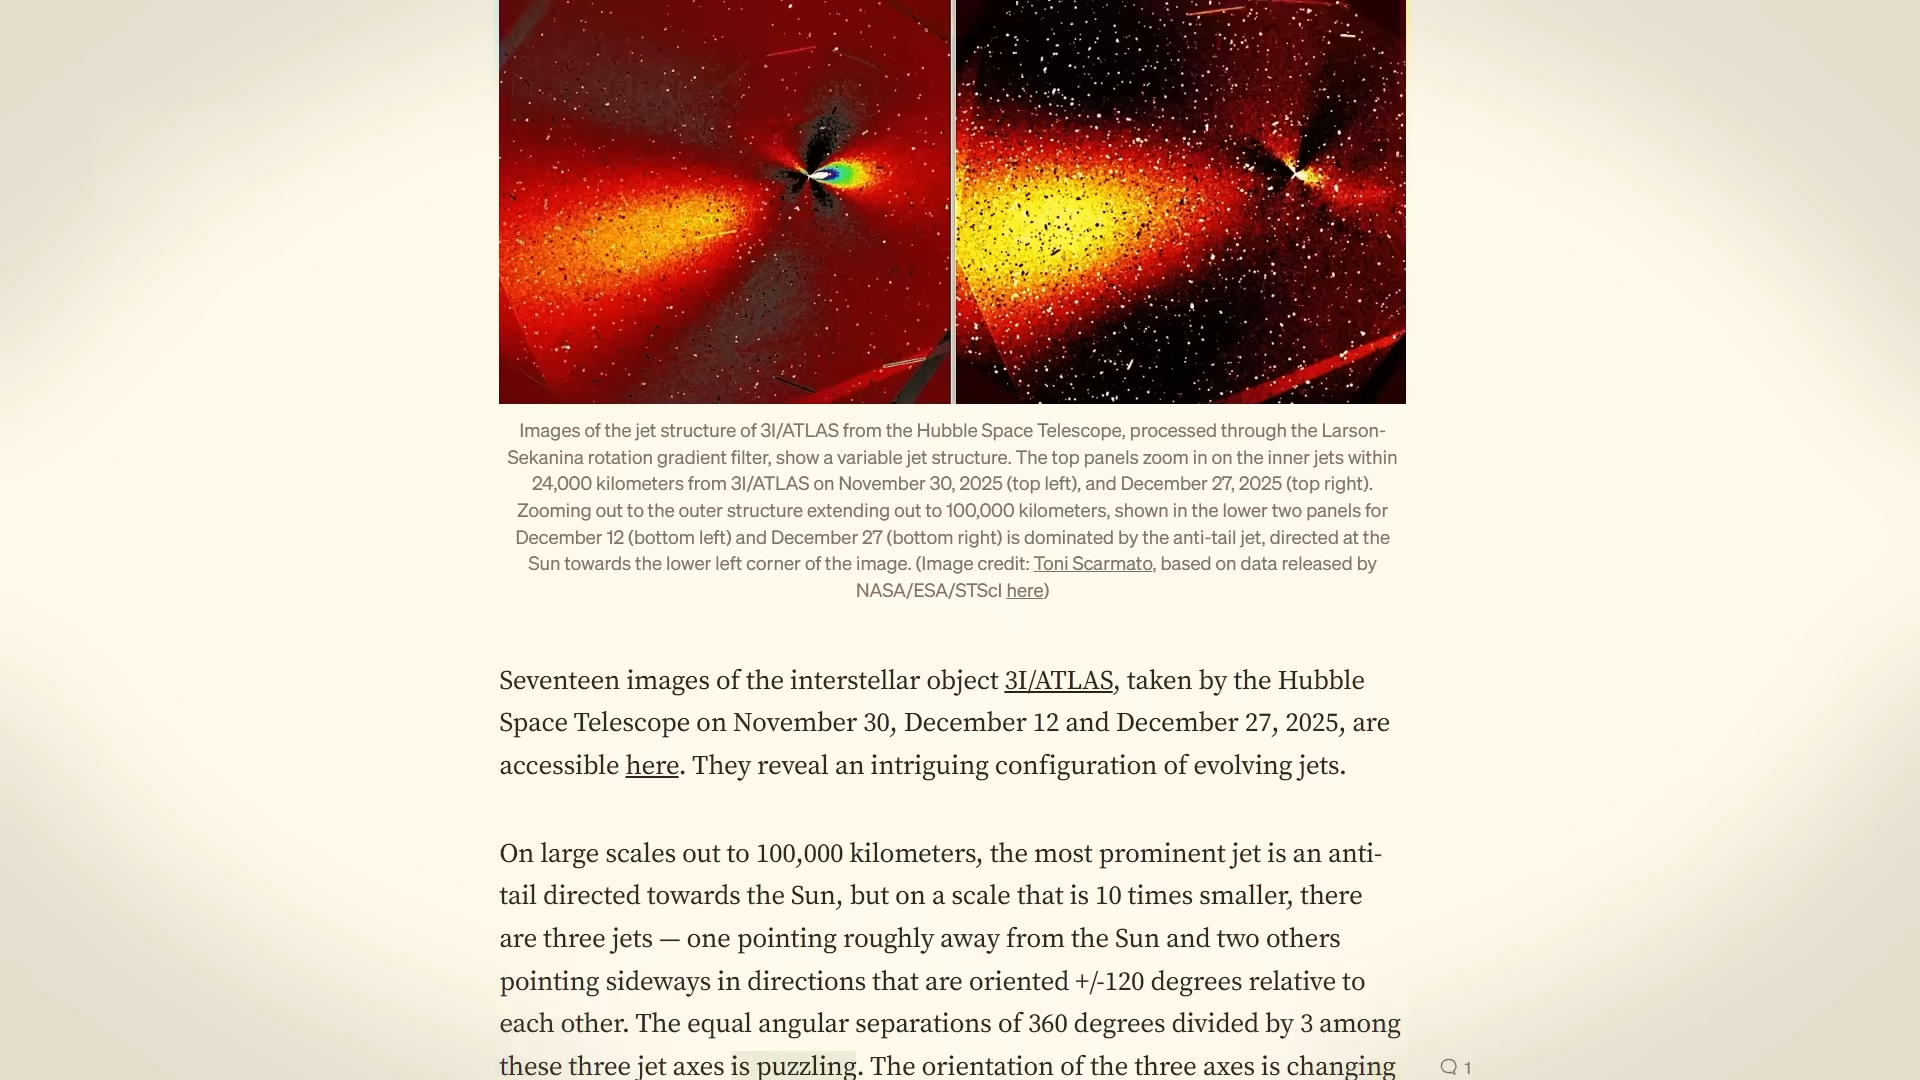 Images of the jet structure of 3I/ATLAS from the Hubble Space Telescope, processed through the Larson-
Sekanina rotation gradient filter, show a variable jet structure. The top panels zoom in on the inner jets within
24,000 kilometers from 3I/ATLAS on November 30, 2025 (top left), and December 27, 2025 (top right).
Zooming out to the outer structure extending out to 100,000 kilometers, shown in the lower two panels for
December 12 (bottom left) and December 27 (bottom right) is dominated by the anti-tail jet, directed at the
Sun towards the lower left corner of the image. (Image credit: Toni Scarmato, based on data released by
NASA/ESA/STScI here)
Seventeen images of the interstellar object 3I/ATLAS, taken by the Hubble
Space Telescope on November 30, December 12 and December 27, 2025, are
accessible here. They reveal an intriguing configuration of evolving jets.
On large scales out to 100,000 kilometers, the most prominent jet is an anti-
tail directed towards the Sun, but on a scale that is 10 times smaller, there
are three jets — one pointing roughly away from the Sun and two others
pointing sideways in directions that are oriented +/-120 degrees relative to
each other. The equal angular separations of 360 degrees divided by 3 among
these three jet axes is puzzling. The orientation of the three axes is changing
1